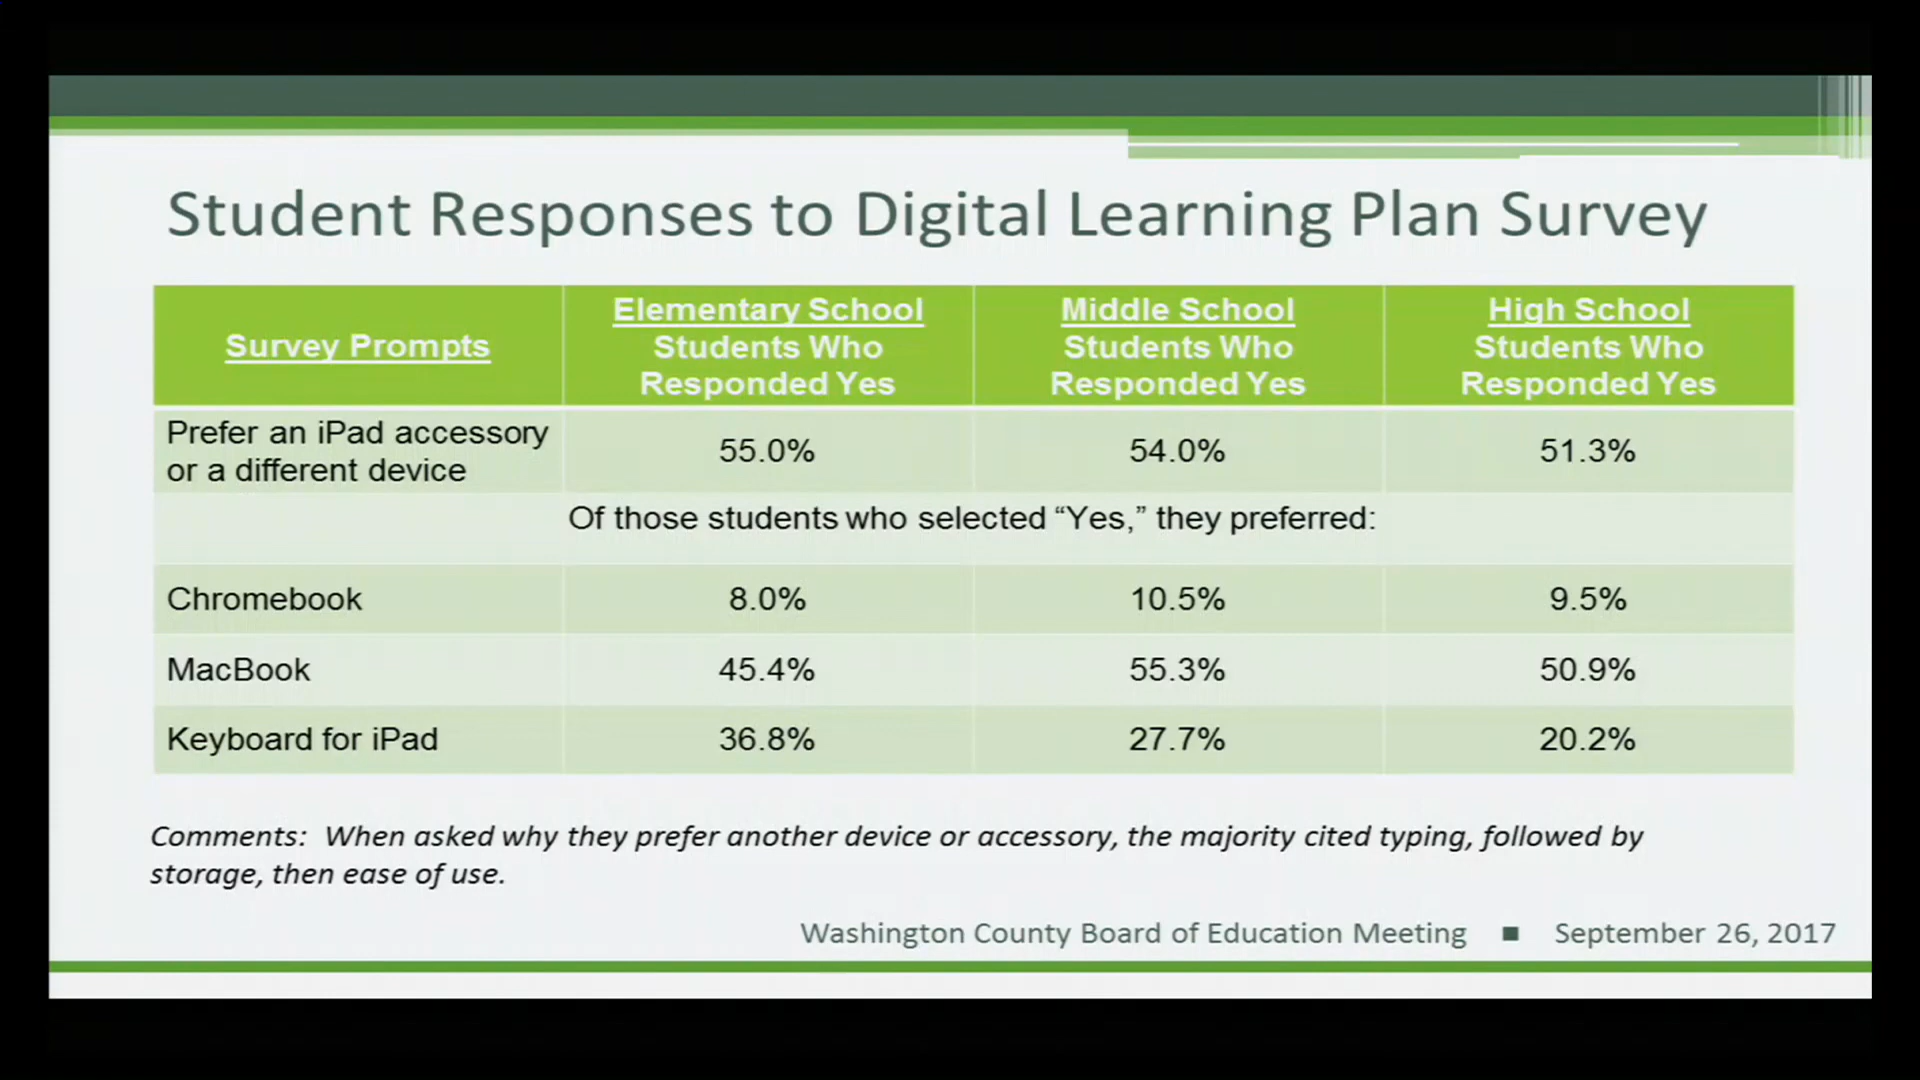 Student Responses to Digital Learning Plan Survey
Survey Prompts
Elementary School
Students Who
Responded Yes
Middle School
Students Who
Responded Yes
High School
Students Who
Responded Yes
Prefer an iPad accessory
or a different device
55.0%
54.0%
51.3%
Of those students who selected “Yes,” they preferred:
Chromebook
8.0%
10.5%
9.5%
MacBook
45.4%
55.3%
50.9%
Keyboard for iPad
36.8%
27.7%
20.2%
Comments: When asked why they prefer another device or accessory, the majority cited typing, followed by
storage, then ease of use.
Washington County Board of Education Meeting ■ September 26, 2017